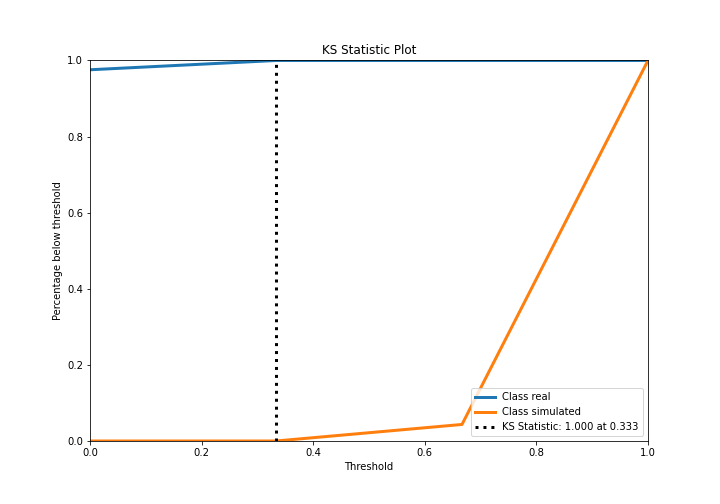 KS Statistic Plot
1.0
0.8
0.6
0.4
0.2
0.0
Percentage below threshold
Class real
Class simulated
KS Statistic: 1.000 at 0.333
0.0 0.2 0.4 0.6 0.8 1.0
Threshold